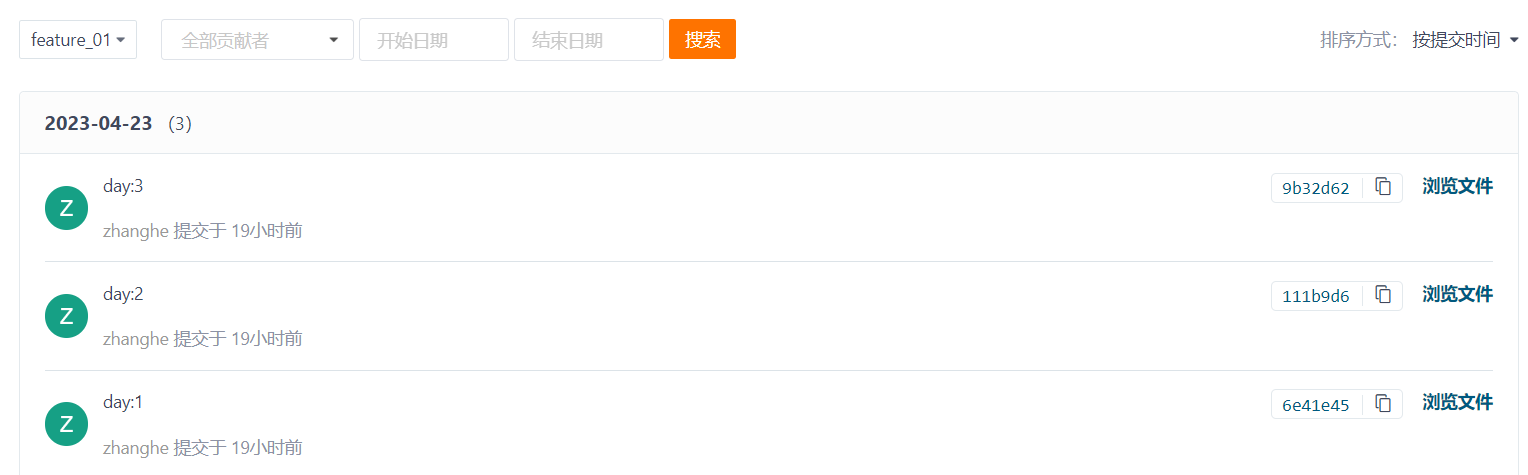 feature_01 全部贡献者 开始日期 结束日期 搜索 排序方式： 按提交时间
2023-04-23 (3)
Z day:3 9b32d62 浏览文件
zhanghe 提交于 19小时前
Z day:2 111b9d6 浏览文件
zhanghe 提交于 19小时前
Z day:1 6e41e45 浏览文件
zhanghe 提交于 19小时前